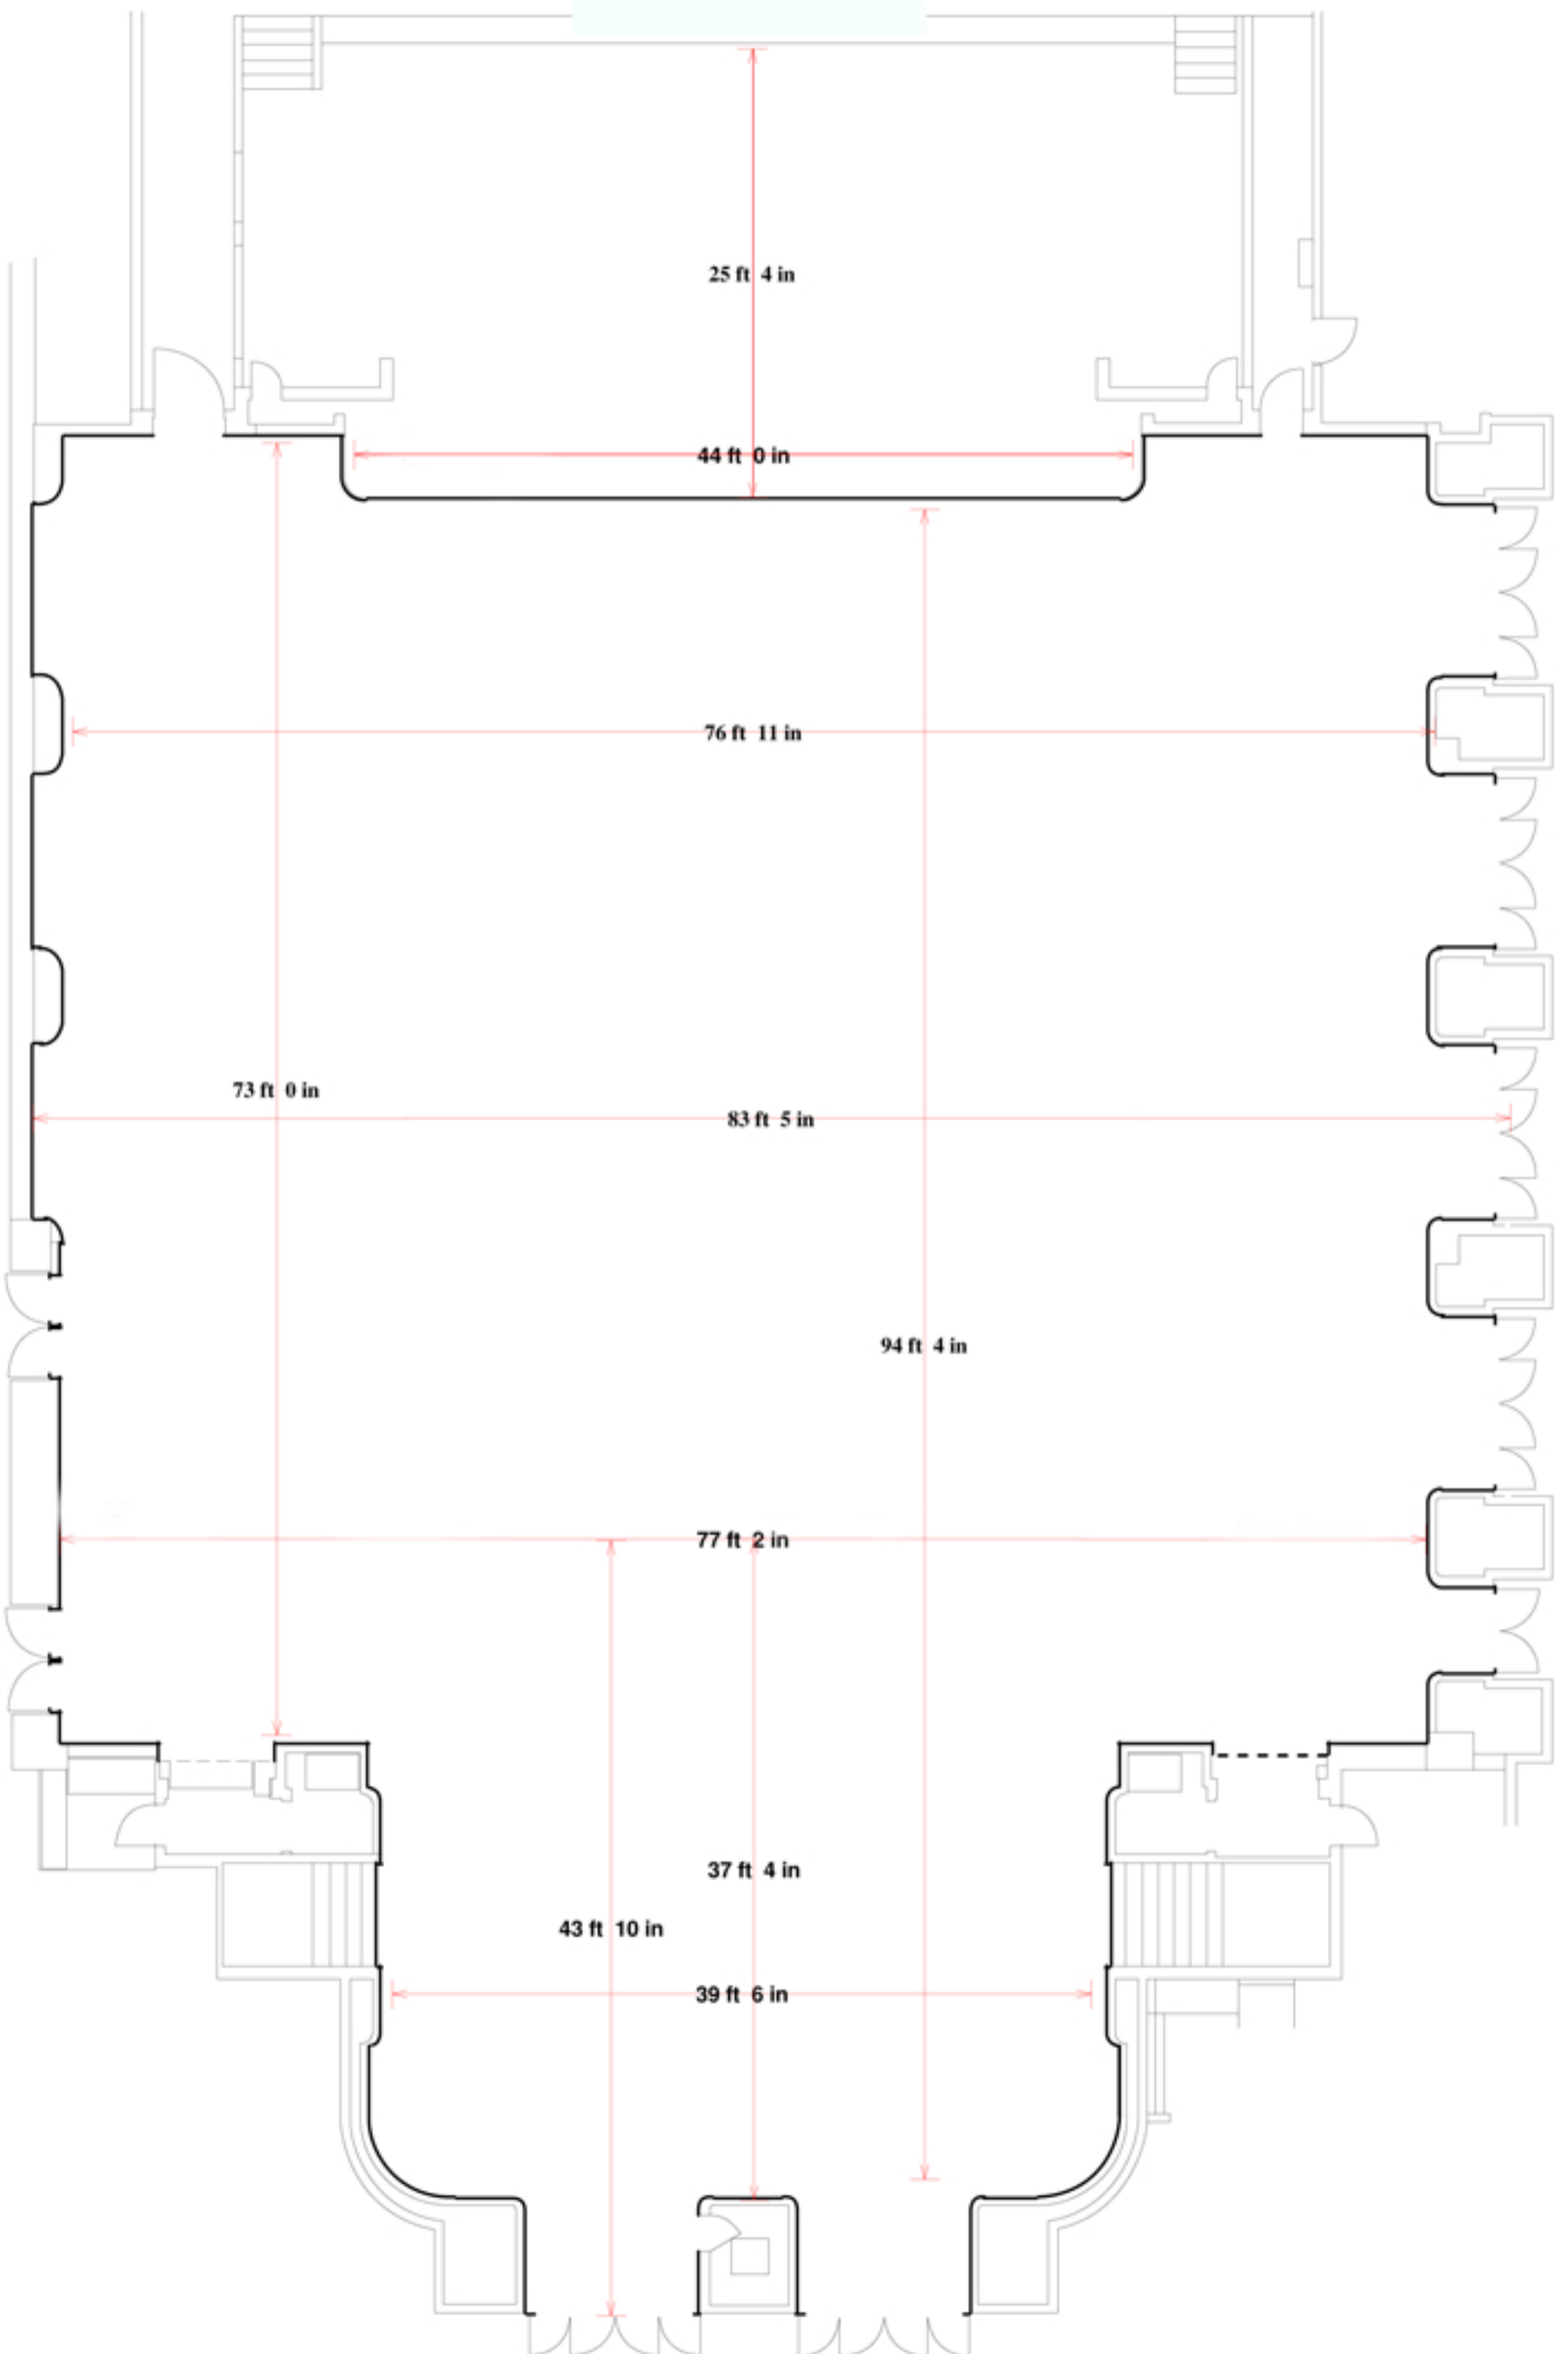 25 ft 4 in
44 ft 0 in
76 ft 11 in
73 ft 0 in
83 ft 5 in
94 ft 4 in
77 ft 2 in
37 ft 4 in
43 ft 10 in
39 ft 6 in